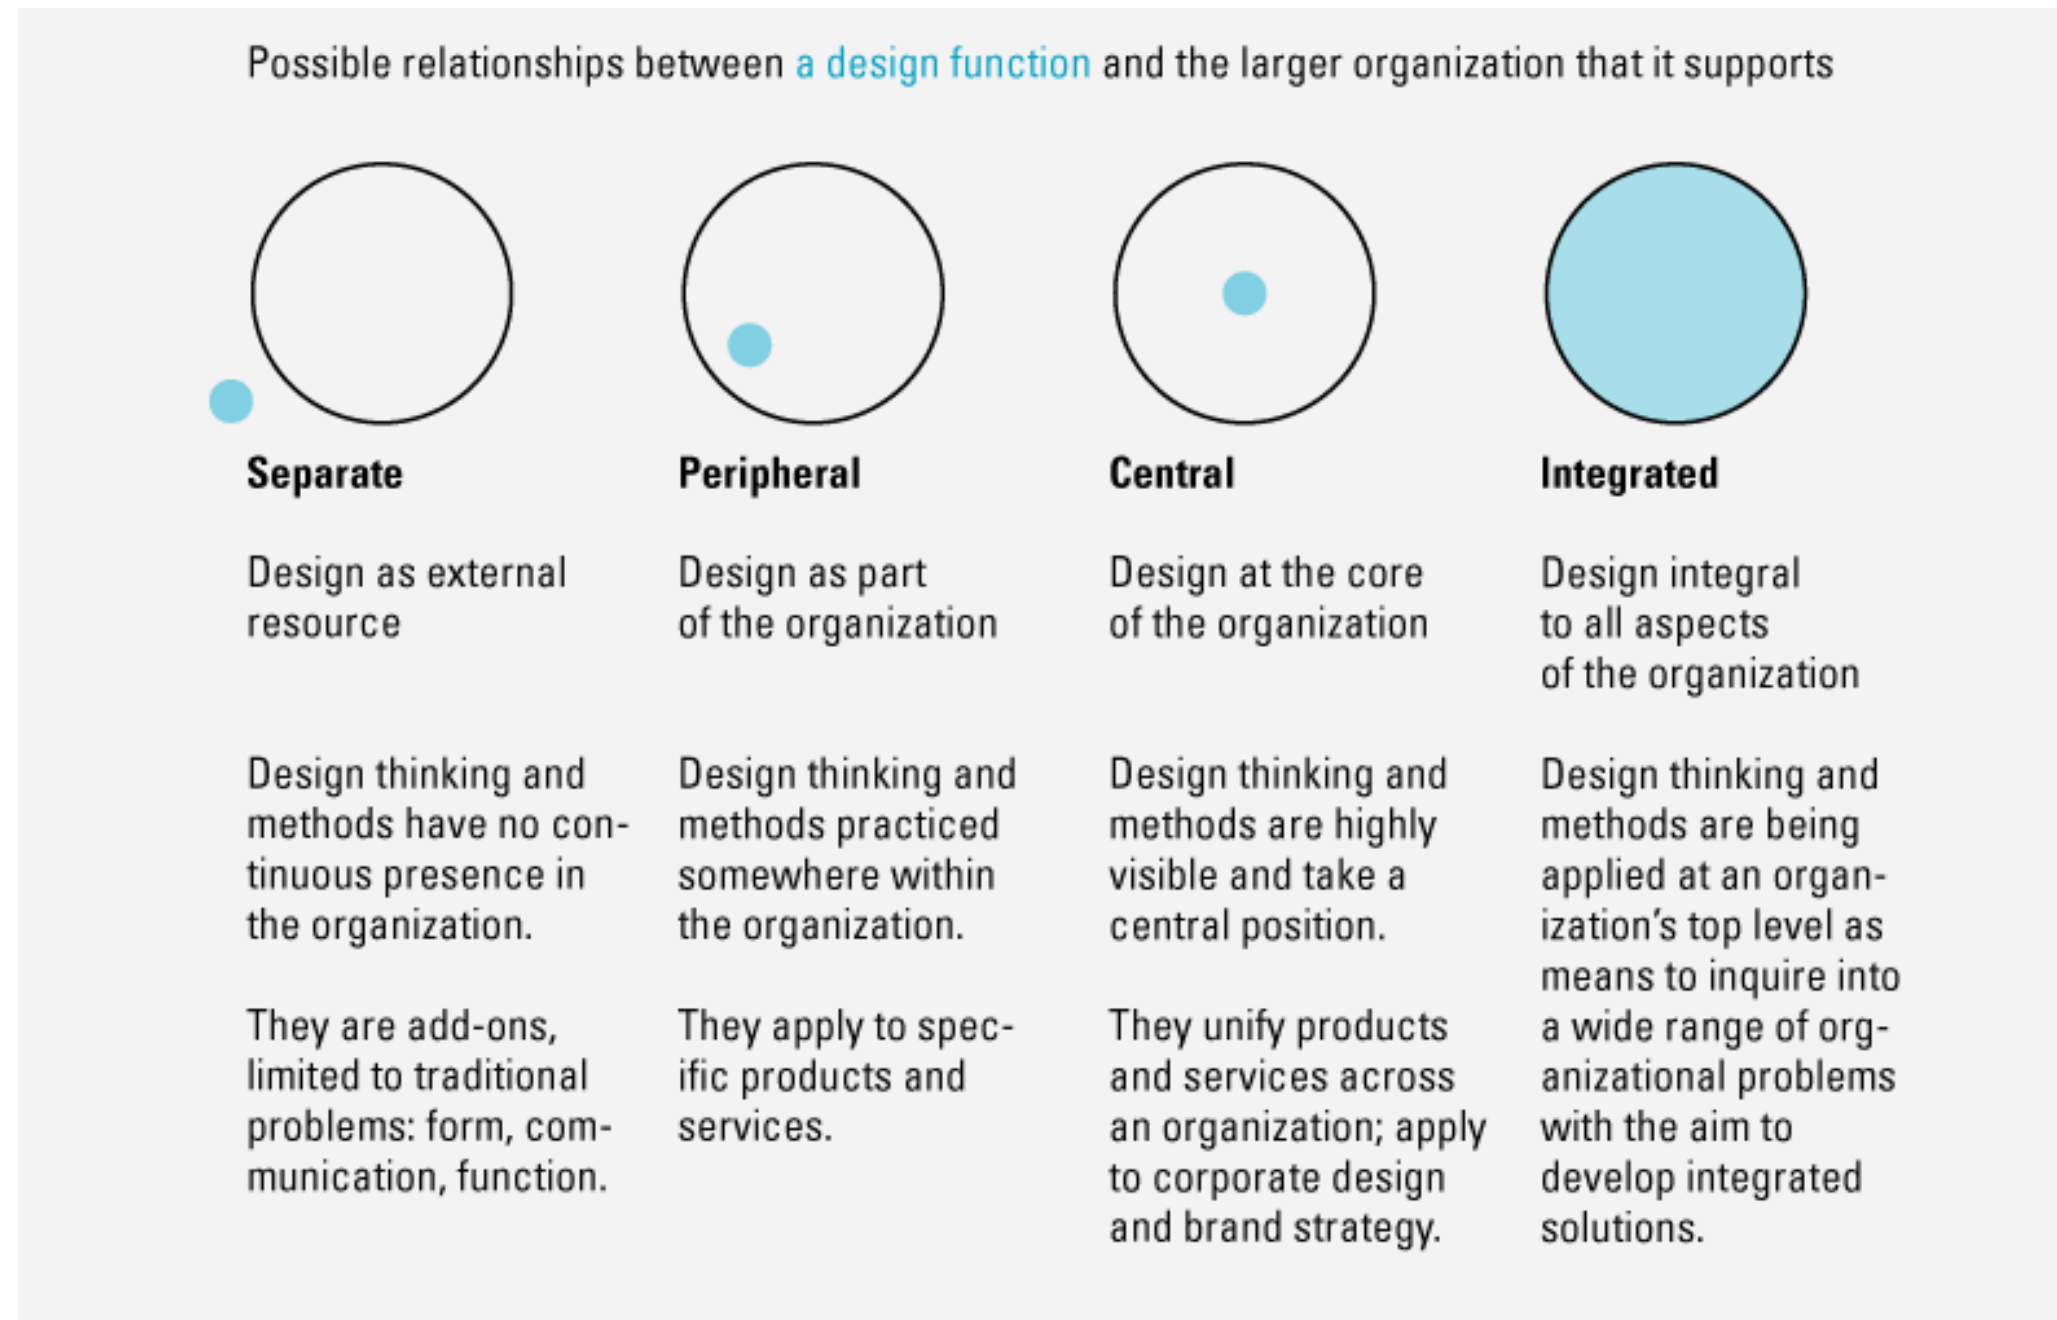 Possible relationships between a design function and the larger organization that it supports
Separate
Design as external
resource
Design thinking and
methods have no con-
tinuous presence in
the organization.
They are add-ons,
limited to traditional
problems: form, com-
munication, function.
Peripheral
Design as part
of the organization
Design thinking and
methods practiced
somewhere within
the organization.
They apply to spec-
ific products and
services.
Central
Design at the core
of the organization
Design thinking and
methods are highly
visible and take a
central position.
They unify products
and services across
an organization; apply
to corporate design
and brand strategy.
Integrated
Design integral
to all aspects
of the organization
Design thinking and
methods are being
applied at an organ-
ization’s top level as
means to inquire into
a wide range of org-
anizational problems
with the aim to
develop integrated
solutions.